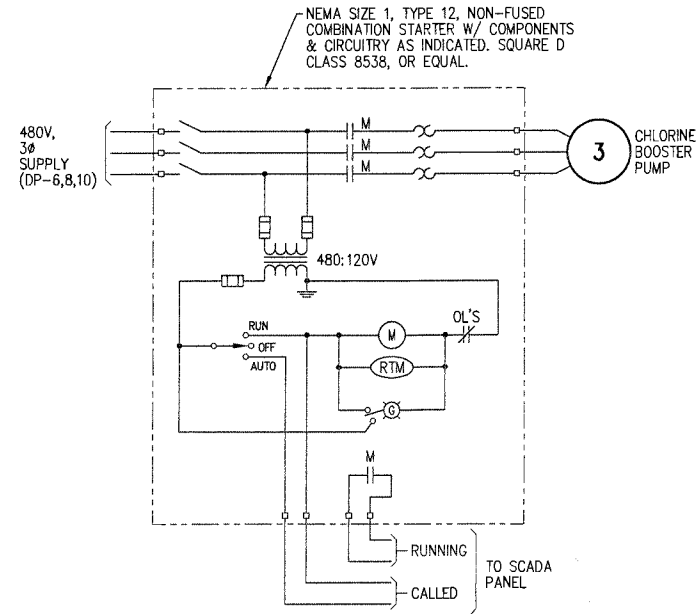 NEMA SIZE 1, TYPE 12, NON-FUSED
COMBINATION STARTER W/ COMPONENTS
& CIRCUITRY AS INDICATED. SQUARE D
CLASS 8538, OR EQUAL.
480V,
3ø
SUPPLY
(DP-6,8,10)
M
M
M
3
CHLORINE
BOOSTER
PUMP
480:120V
RUN
OFF
AUTO
M
OL'S
RTM
G
M
RUNNING
CALLED
TO SCADA
PANEL